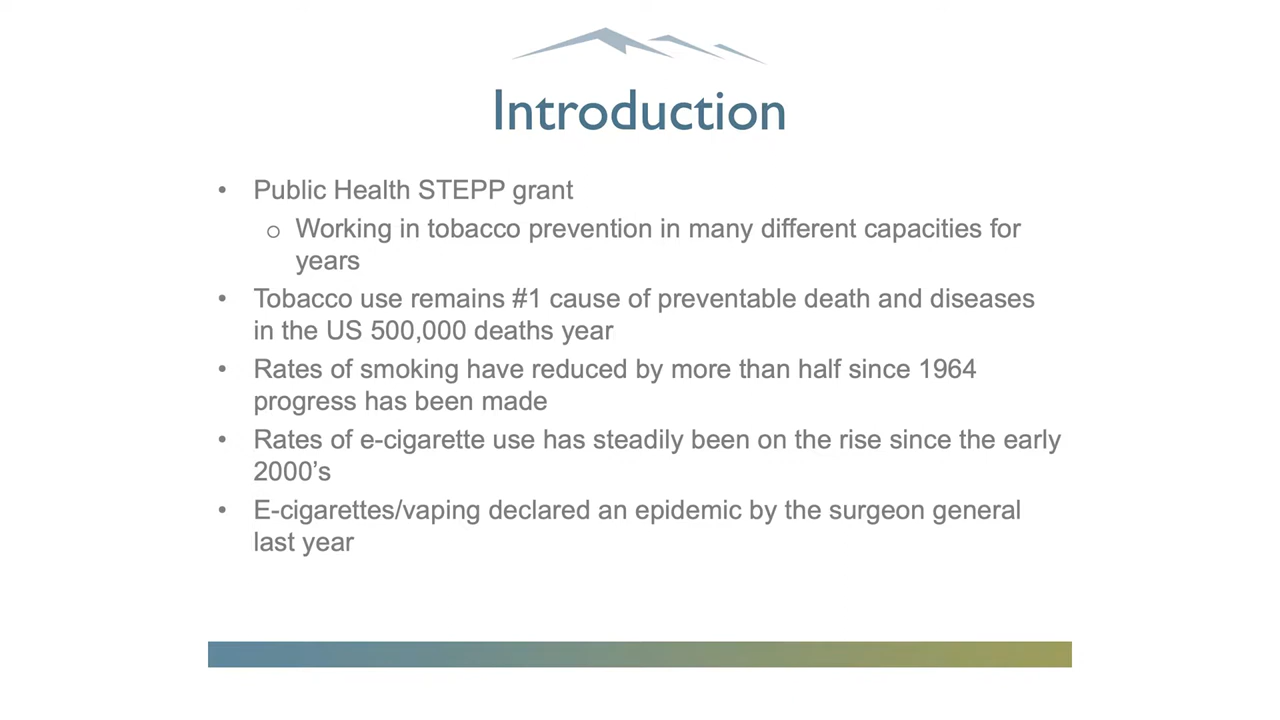 Introduction
• Public Health STEPP grant
o Working in tobacco prevention in many different capacities for
years
• Tobacco use remains #1 cause of preventable death and diseases
in the US 500,000 deaths year
• Rates of smoking have reduced by more than half since 1964
progress has been made
• Rates of e-cigarette use has steadily been on the rise since the early
2000’s
• E-cigarettes/vaping declared an epidemic by the surgeon general
last year